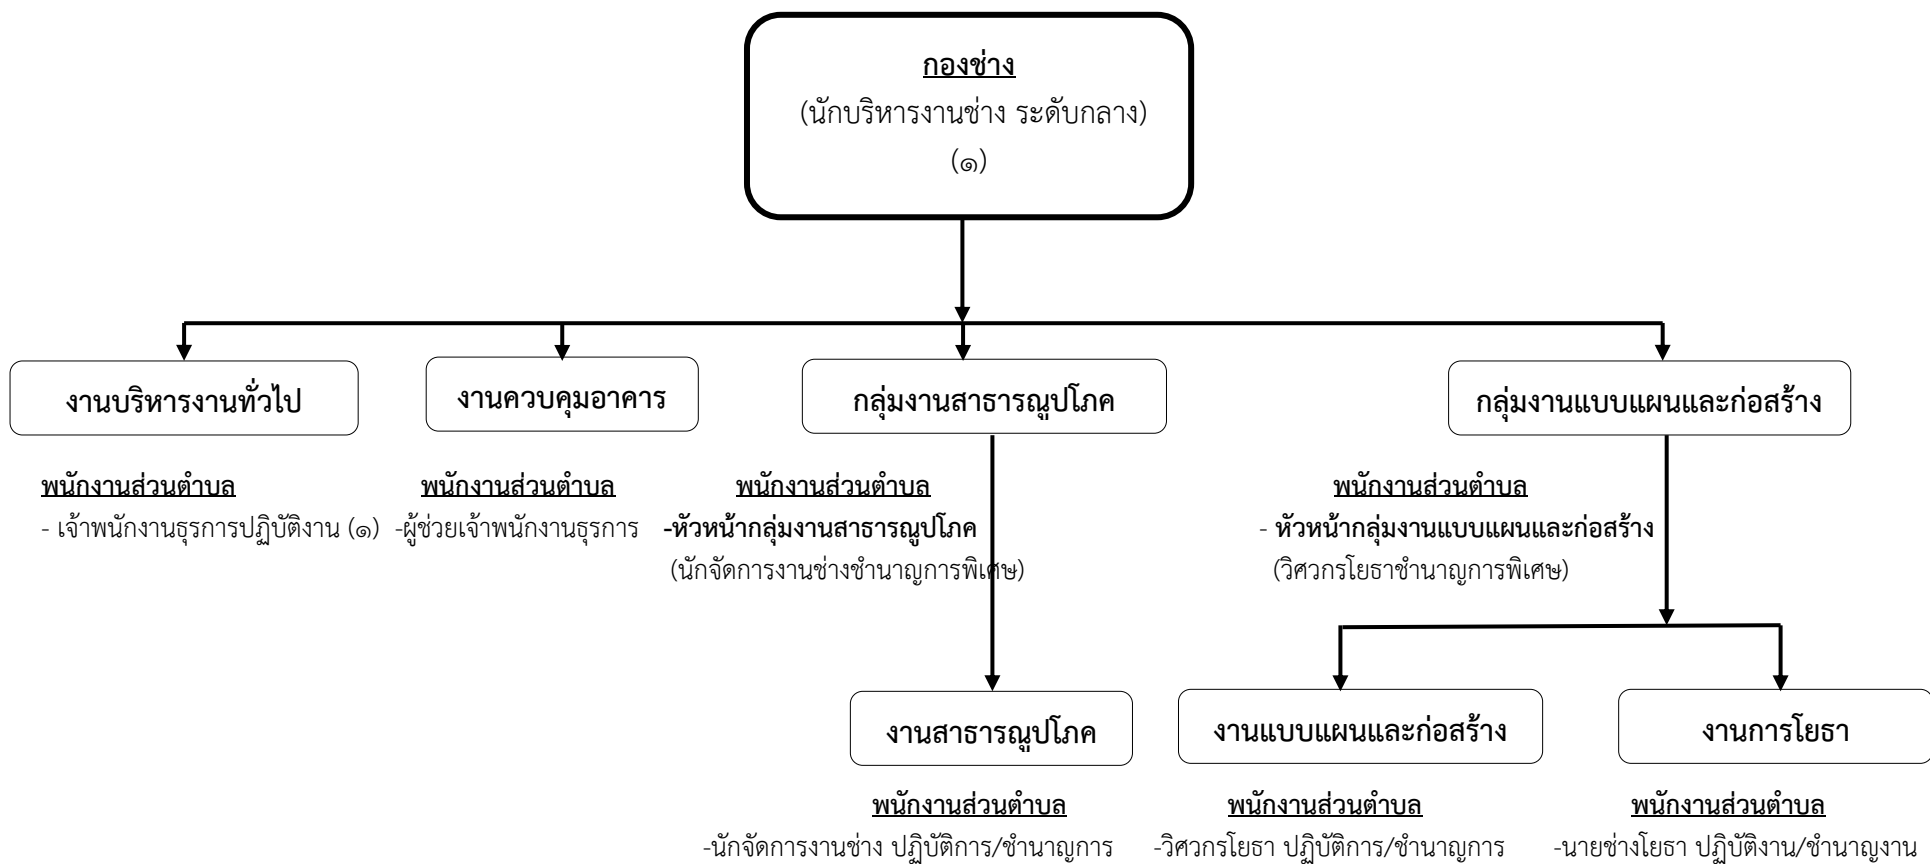 กองช่าง
(นักบริหารงานช่าง ระดับกลาง)
(๑)
งานบริหารงานทั่วไป
งานควบคุมอาคาร
กลุ่มงานสาธารณูปโภค
กลุ่มงานแบบแผนและก่อสร้าง
พนักงานส่วนตำบล
- เจ้าพนักงานธุรการปฏิบัติงาน (๑)
พนักงานส่วนตำบล
-ผู้ช่วยเจ้าพนักงานธุรการ
พนักงานส่วนตำบล
-หัวหน้ากลุ่มงานสาธารณูปโภค
(นักจัดการงานช่างชำนาญการพิเศษ)
พนักงานส่วนตำบล
- หัวหน้ากลุ่มงานแบบแผนและก่อสร้าง
(วิศวกรโยธาชำนาญการพิเศษ)
งานสาธารณูปโภค
งานแบบแผนและก่อสร้าง
งานการโยธา
พนักงานส่วนตำบล
-นักจัดการงานช่าง ปฏิบัติการ/ชำนาญการ
พนักงานส่วนตำบล
-วิศวกรโยธา ปฏิบัติการ/ชำนาญการ
พนักงานส่วนตำบล
-นายช่างโยธา ปฏิบัติงาน/ชำนาญงาน